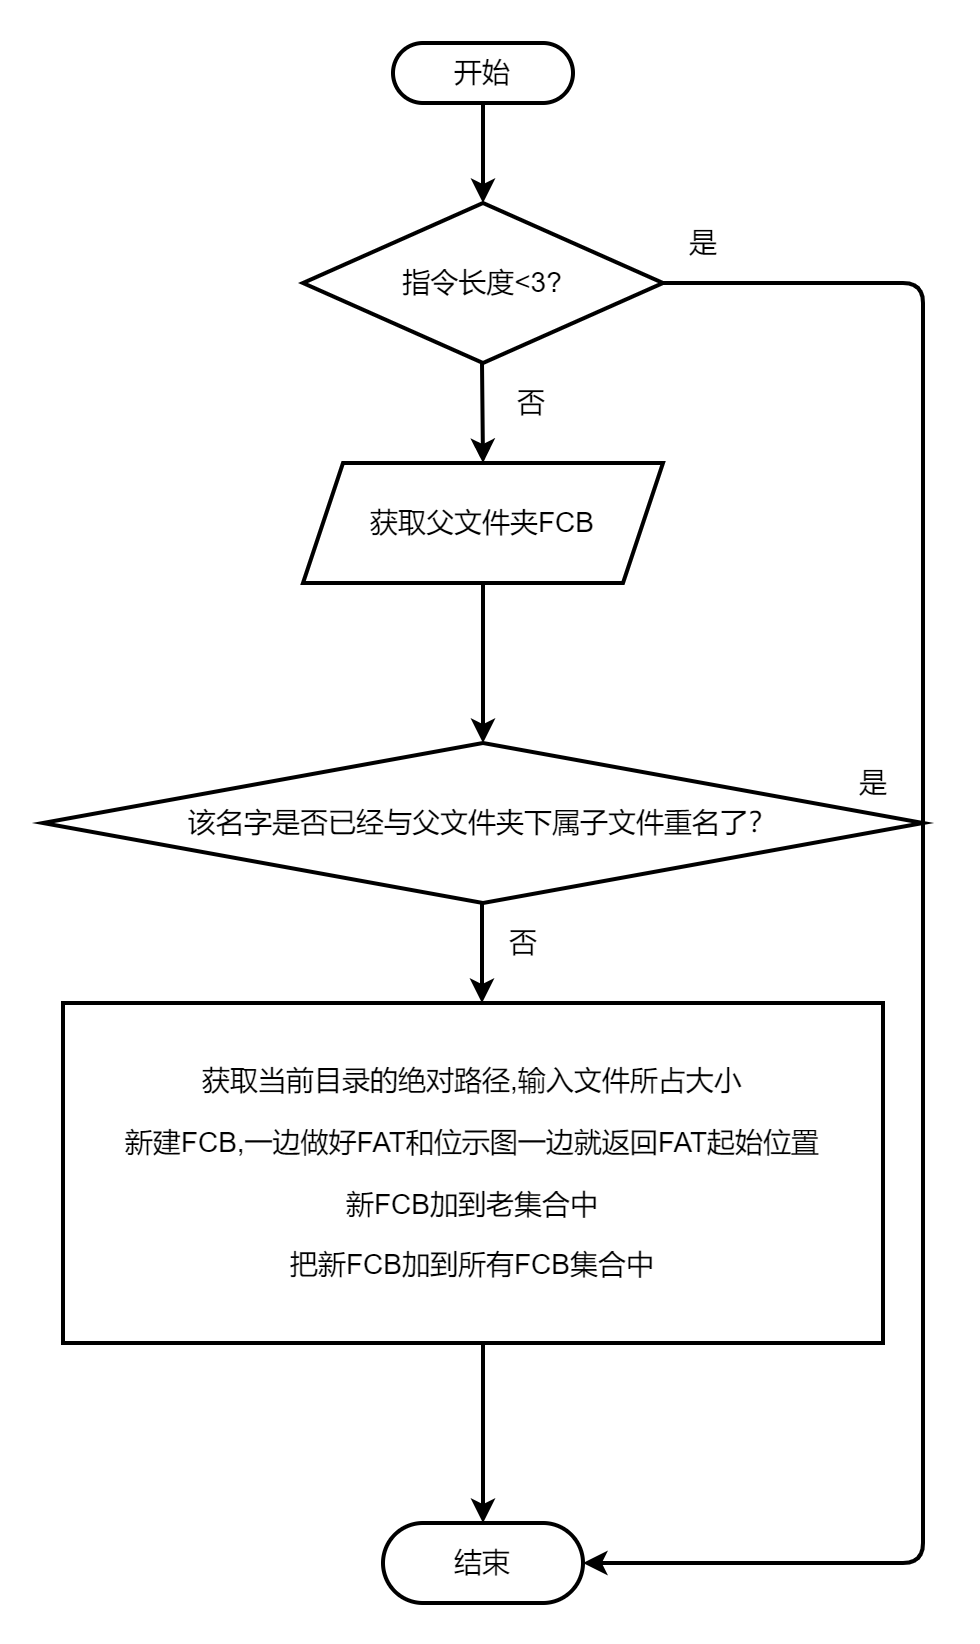 开始
指令长度<3?
是
否
获取父文件夹FCB
是
该名字是否已经与父文件夹下属子文件重名了?
否
获取当前目录的绝对路径,输入文件所占大小
新建FCB,一边做好FAT和位示图一边就返回FAT起始位置
新FCB加到老集合中
把新FCB加到所有FCB集合中
结束